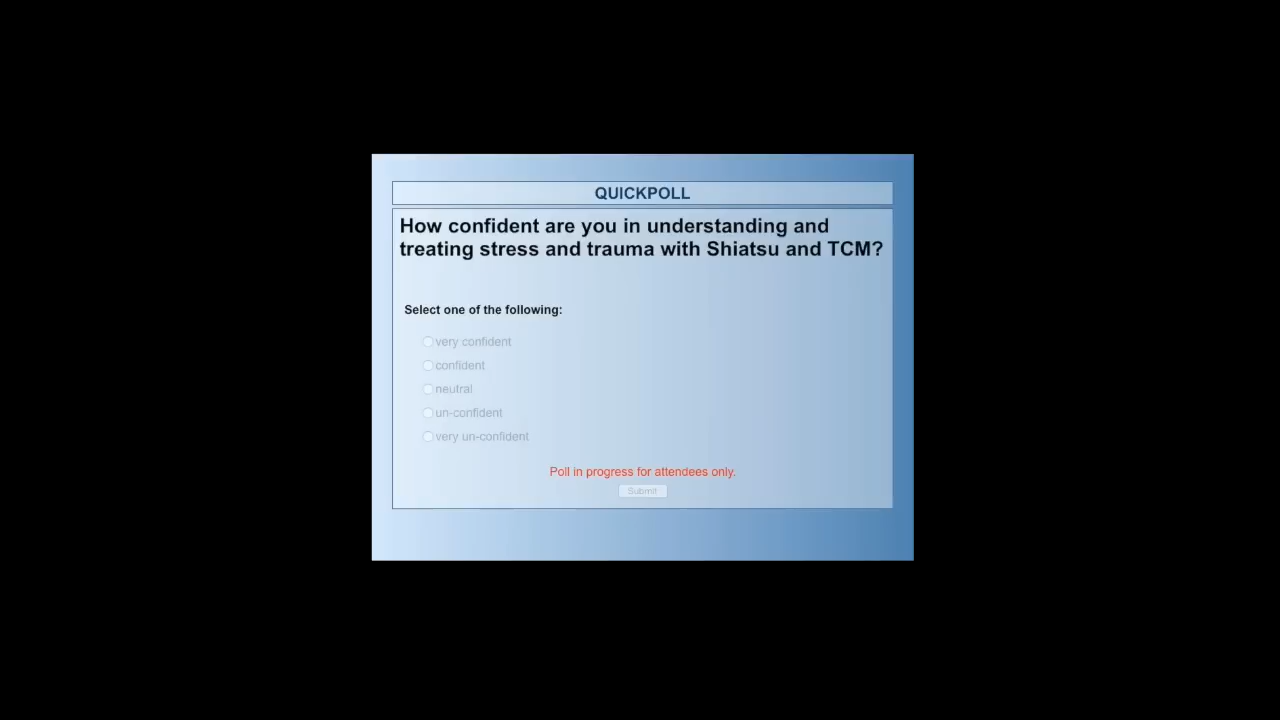 QUICKPOLL
How confident are you in understanding and
treating stress and trauma with Shiatsu and TCM?
Select one of the following:
very confident
confident
neutral
un-confident
very un-confident
Poll in progress for attendees only.
Submit